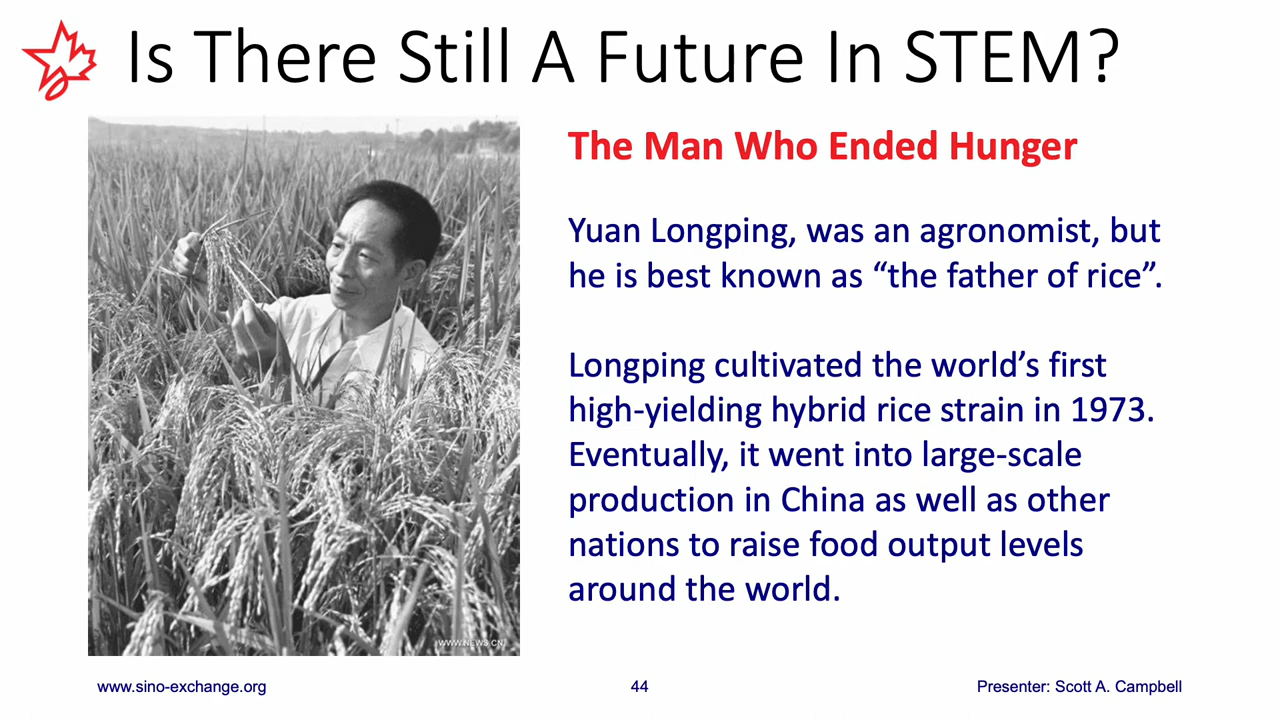 Is There Still A Future In STEM?
The Man Who Ended Hunger
Yuan Longping, was an agronomist, but
he is best known as “the father of rice”.
Longping cultivated the world’s first
high-yielding hybrid rice strain in 1973.
Eventually, it went into large-scale
production in China as well as other
nations to raise food output levels
around the world.
WWW.NEWS.CN
www.sino-exchange.org
44
Presenter: Scott A. Campbell